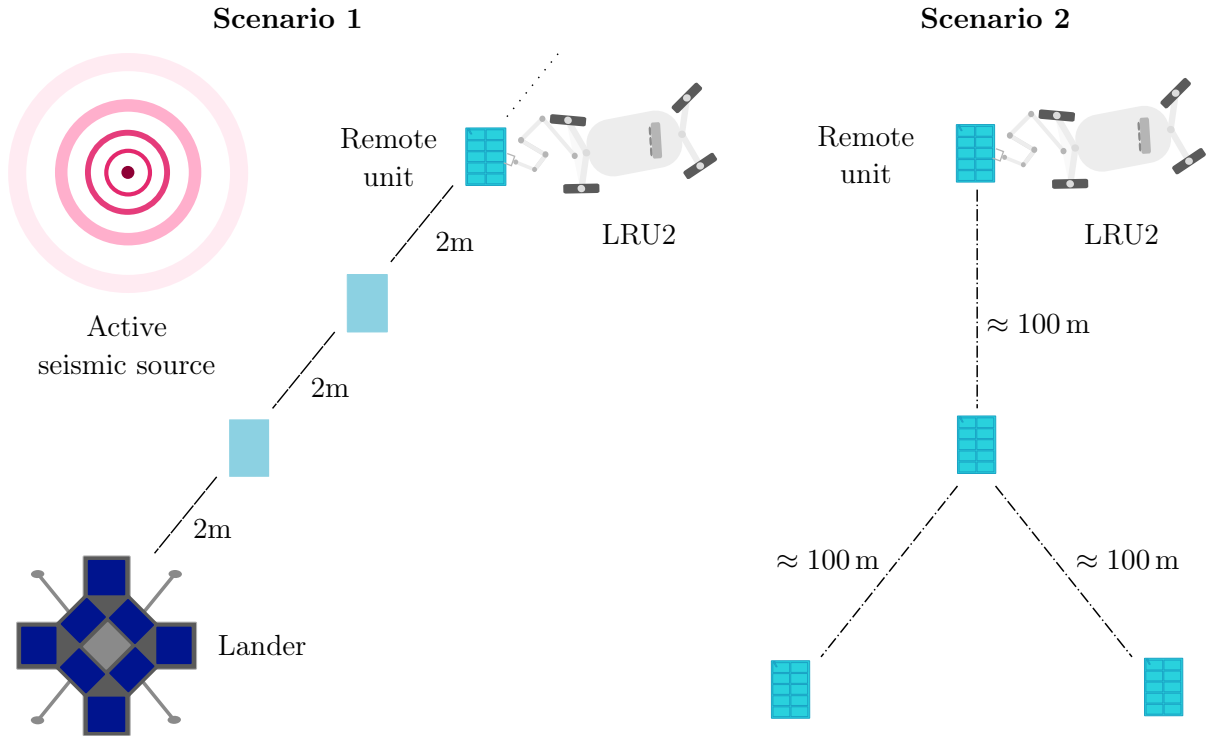 Scenario 1
Remote
unit
2m
LRU2
Active
seismic source
2m
2m
Lander
Scenario 2
Remote
unit
LRU2
≈ 100 m
≈ 100 m
≈ 100 m